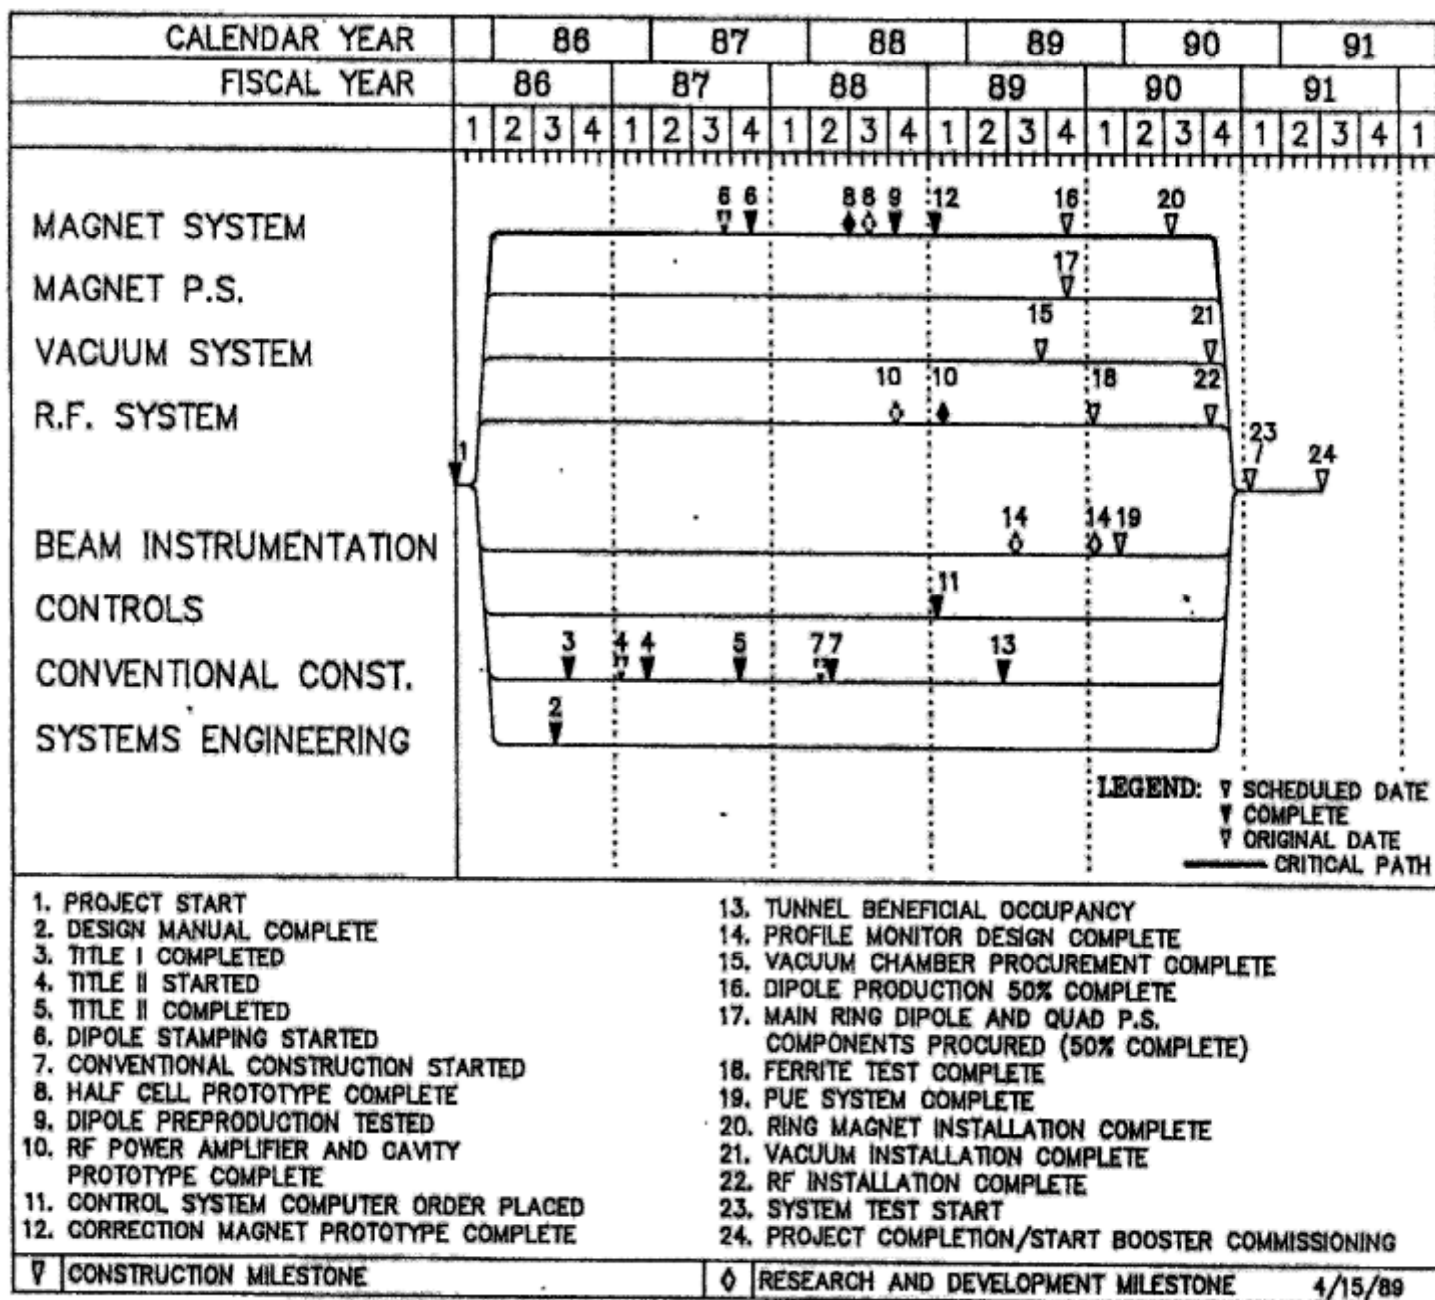 CALENDAR YEAR 86 87 88 89 90 91
FISCAL YEAR 86 87 88 89 90 91
1 2 3 4 1 2 3 4 1 2 3 4 1 2 3 4 1 2 3 4 1 2 3 4 1
6 6 8 8 9 12 16 20
MAGNET SYSTEM
17
MAGNET P.S.
15 21
VACUUM SYSTEM
10 10 18 22
R.F. SYSTEM
1 23 24
14 14 19
BEAM INSTRUMENTATION
11
CONTROLS
3 4 4 5 7 7 13
CONVENTIONAL CONST.
2
SYSTEMS ENGINEERING
LEGEND: SCHEDULED DATE
COMPLETE
ORIGINAL DATE
CRITICAL PATH
1. PROJECT START
2. DESIGN MANUAL COMPLETE
3. TITLE I COMPLETED
4. TITLE II STARTED
5. TITLE II COMPLETED
6. DIPOLE STAMPING STARTED
7. CONVENTIONAL CONSTRUCTION STARTED
8. HALF CELL PROTOTYPE COMPLETE
9. DIPOLE PREPRODUCTION TESTED
10. RF POWER AMPLIFIER AND CAVITY
PROTOTYPE COMPLETE
11. CONTROL SYSTEM COMPUTER ORDER PLACED
12. CORRECTION MAGNET PROTOTYPE COMPLETE
13. TUNNEL BENEFICIAL OCCUPANCY
14. PROFILE MONITOR DESIGN COMPLETE
15. VACUUM CHAMBER PROCUREMENT COMPLETE
16. DIPOLE PRODUCTION 50% COMPLETE
17. MAIN RING DIPOLE AND QUAD P.S.
COMPONENTS PROCURED (50% COMPLETE)
18. FERRITE TEST COMPLETE
19. PUE SYSTEM COMPLETE
20. RING MAGNET INSTALLATION COMPLETE
21. VACUUM INSTALLATION COMPLETE
22. RF INSTALLATION COMPLETE
23. SYSTEM TEST START
24. PROJECT COMPLETION/START BOOSTER COMMISSIONING
CONSTRUCTION MILESTONE
RESEARCH AND DEVELOPMENT MILESTONE 4/15/89